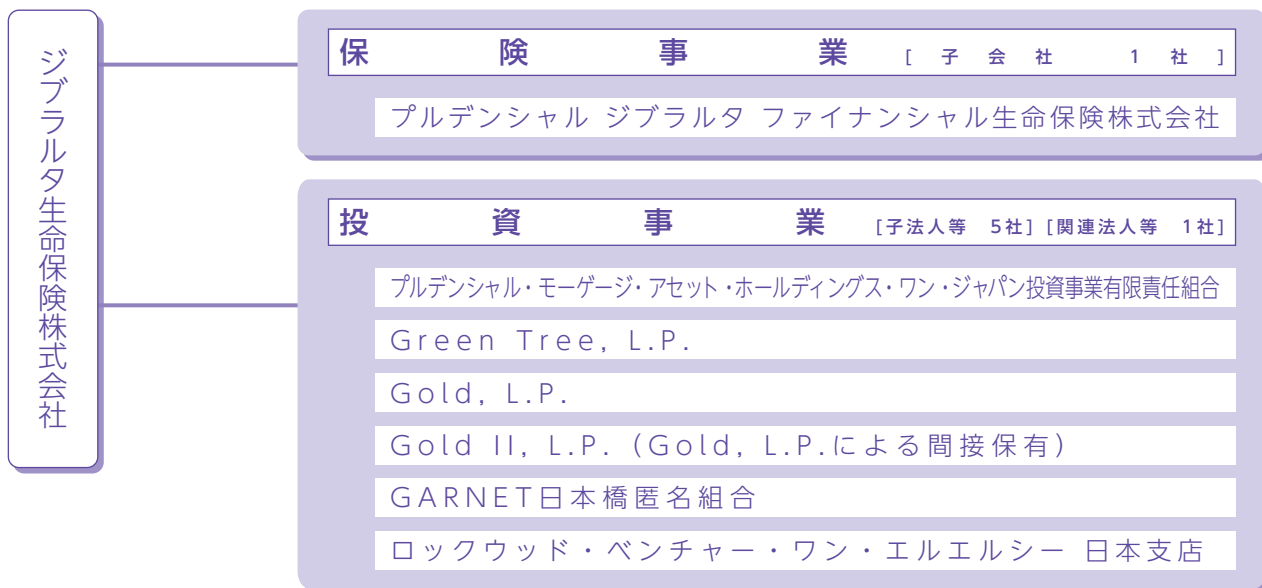 ジブラルタ生命保険株式会社
保険事業 [子会社 1社]
プルデンシャル ジブラルタ ファイナンシャル生命保険株式会社
投資事業 [子法人等 5社] [関連法人等 1社]
プルデンシャル・モーゲージ・アセット・ホールディングス・ワン・ジャパン投資事業有限責任組合
Green Tree, L.P.
Gold, L.P.
Gold II, L.P. (Gold, L.P.による間接保有)
GARNET日本橋匿名組合
ロックウッド・ベンチャー・ワン・エルエルシー 日本支店